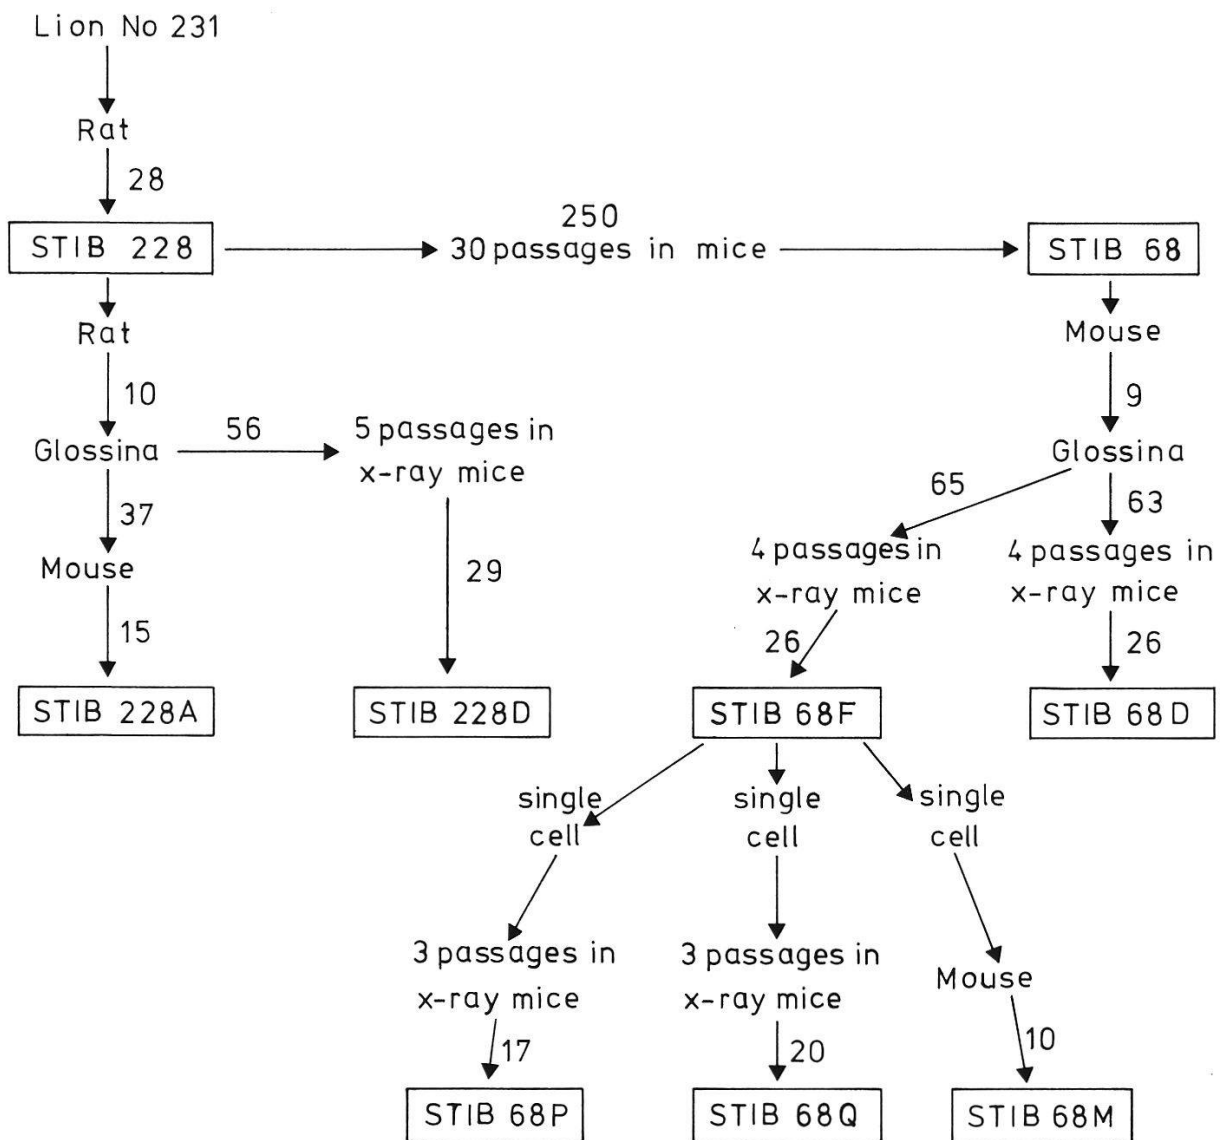 Lion No 231
Rat
28
STIB 228
250
30 passages in mice
STIB 68
Rat
10
Glossina
56
5 passages in
x-ray mice
37
Mouse
15
29
STIB 228A
STIB 228D
Mouse
9
Glossina
65
63
4 passages in
x-ray mice
4 passages in
x-ray mice
26
26
STIB 68F
STIB 68D
single
cell
single
cell
single
cell
3 passages in
x-ray mice
3 passages in
x-ray mice
Mouse
17
20
10
STIB 68P
STIB 68Q
STIB 68M